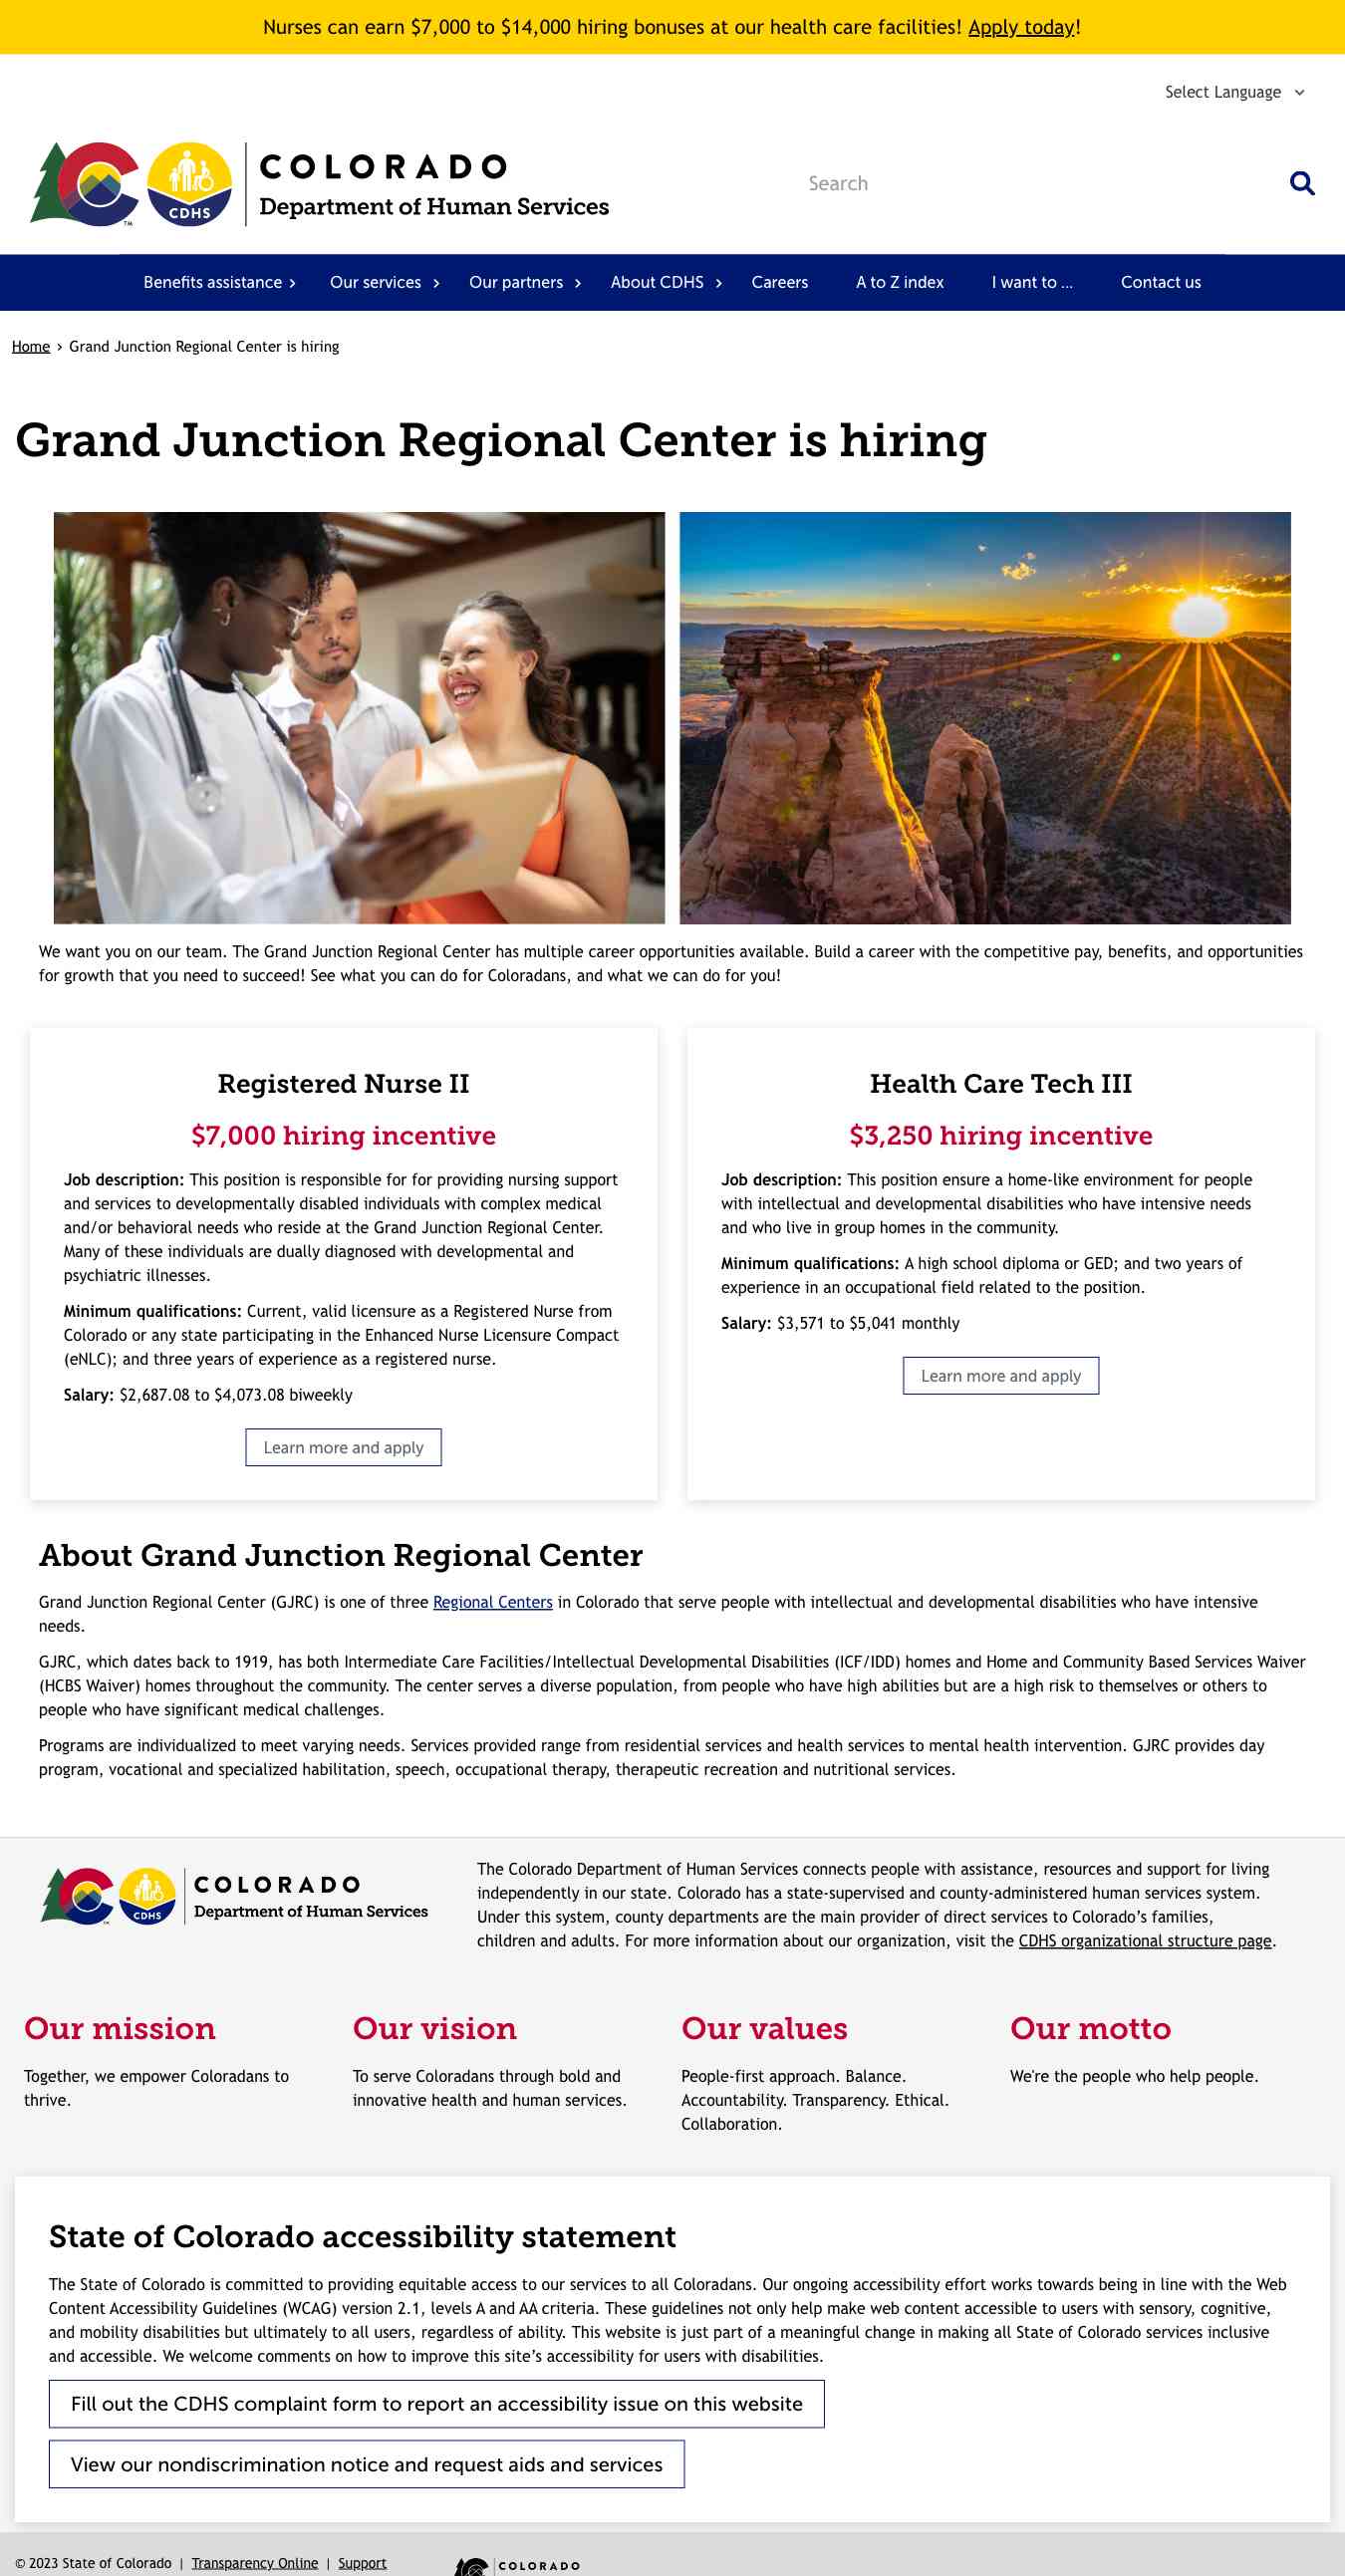 Nurses can earn $7,000 to $14,000 hiring bonuses at our health care facilities! Apply today!
Select Language
CDHS
TM
COLORADO
Department of Human Services
Search
Benefits assistance
Our services
Our partners
About CDHS
Careers
A to Z index
I want to ...
Contact us
Home › Grand Junction Regional Center is hiring
Grand Junction Regional Center is hiring
We want you on our team. The Grand Junction Regional Center has multiple career opportunities available. Build a career with the competitive pay, benefits, and opportunities
for growth that you need to succeed! See what you can do for Coloradans, and what we can do for you!
Registered Nurse II
$7,000 hiring incentive
Job description: This position is responsible for for providing nursing support
and services to developmentally disabled individuals with complex medical
and/or behavioral needs who reside at the Grand Junction Regional Center.
Many of these individuals are dually diagnosed with developmental and
psychiatric illnesses.
Minimum qualifications: Current, valid licensure as a Registered Nurse from
Colorado or any state participating in the Enhanced Nurse Licensure Compact
(eNLC); and three years of experience as a registered nurse.
Salary: $2,687.08 to $4,073.08 biweekly
Learn more and apply
Health Care Tech III
$3,250 hiring incentive
Job description: This position ensure a home-like environment for people
with intellectual and developmental disabilities who have intensive needs
and who live in group homes in the community.
Minimum qualifications: A high school diploma or GED; and two years of
experience in an occupational field related to the position.
Salary: $3,571 to $5,041 monthly
Learn more and apply
About Grand Junction Regional Center
Grand Junction Regional Center (GJRC) is one of three Regional Centers in Colorado that serve people with intellectual and developmental disabilities who have intensive
needs.
GJRC, which dates back to 1919, has both Intermediate Care Facilities/Intellectual Developmental Disabilities (ICF/IDD) homes and Home and Community Based Services Waiver
(HCBS Waiver) homes throughout the community. The center serves a diverse population, from people who have high abilities but are a high risk to themselves or others to
people who have significant medical challenges.
Programs are individualized to meet varying needs. Services provided range from residential services and health services to mental health intervention. GJRC provides day
program, vocational and specialized habilitation, speech, occupational therapy, therapeutic recreation and nutritional services.
CDHS
TM
COLORADO
Department of Human Services
The Colorado Department of Human Services connects people with assistance, resources and support for living
independently in our state. Colorado has a state-supervised and county-administered human services system.
Under this system, county departments are the main provider of direct services to Colorado’s families,
children and adults. For more information about our organization, visit the CDHS organizational structure page.
Our mission
Together, we empower Coloradans to
thrive.
Our vision
To serve Coloradans through bold and
innovative health and human services.
Our values
People-first approach. Balance.
Accountability. Transparency. Ethical.
Collaboration.
Our motto
We're the people who help people.
State of Colorado accessibility statement
The State of Colorado is committed to providing equitable access to our services to all Coloradans. Our ongoing accessibility effort works towards being in line with the Web
Content Accessibility Guidelines (WCAG) version 2.1, levels A and AA criteria. These guidelines not only help make web content accessible to users with sensory, cognitive,
and mobility disabilities but ultimately to all users, regardless of ability. This website is just part of a meaningful change in making all State of Colorado services inclusive
and accessible. We welcome comments on how to improve this site’s accessibility for users with disabilities.
Fill out the CDHS complaint form to report an accessibility issue on this website
View our nondiscrimination notice and request aids and services
© 2023 State of Colorado | Transparency Online | Support
COLORADO